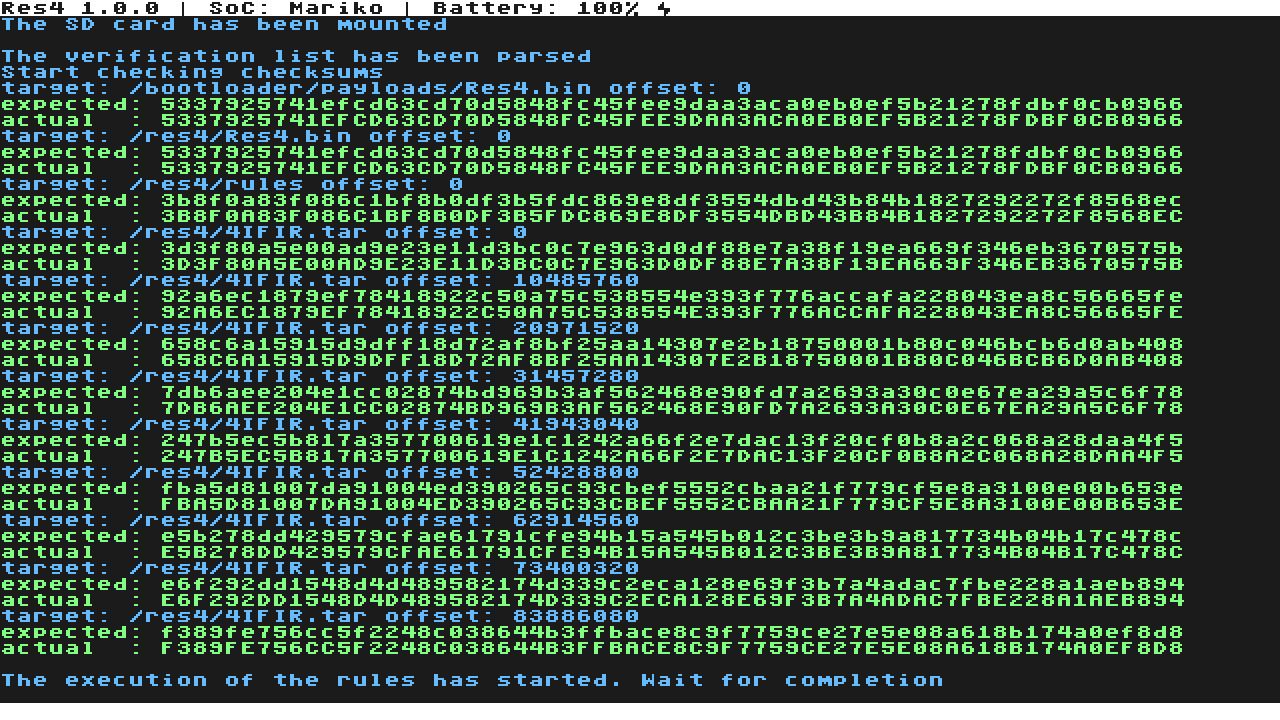 Res4 1.0.0 | SoC: Mariko | Battery: 100% ϟ
The SD card has been mounted
The verification list has been parsed
Start checking checksums
target: /bootloader/payloads/Res4.bin offset: 0
expected: 5337925741efcd63cd70d5848fc45fee9daa3aca0eb0ef5b21278fdbf0cb0966
actual  : 5337925741EFCD63CD70D5848FC45FEE9DAA3ACA0EB0EF5B21278FDBF0CB0966
target: /res4/Res4.bin offset: 0
expected: 5337925741efcd63cd70d5848fc45fee9daa3aca0eb0ef5b21278fdbf0cb0966
actual  : 5337925741EFCD63CD70D5848FC45FEE9DAA3ACA0EB0EF5B21278FDBF0CB0966
target: /res4/rules offset: 0
expected: 3b8f0a83f086c1bf8b0df3b5fdc869e8df3554dbd43b84b1827292272f8568ec
actual  : 3B8F0A83F086C1BF8B0DF3B5FDC869E8DF3554DBD43B84B1827292272F8568EC
target: /res4/4IFIR.tar offset: 0
expected: 3d3f80a5e00ad9e23e11d3bc0c7e963d0df88e7a38f19ea669f346eb3670575b
actual  : 3D3F80A5E00AD9E23E11D3BC0C7E963D0DF88E7A38F19EA669F346EB3670575B
target: /res4/4IFIR.tar offset: 10485760
expected: 92a6ec1879ef78418922c50a75c538554e393f776accafa228043ea8c56665fe
actual  : 92A6EC1879EF78418922C50A75C538554E393F776ACCAFA228043EA8C56665FE
target: /res4/4IFIR.tar offset: 20971520
expected: 658c6a15915d9dff18d72af8bf25aa14307e2b18750001b80c046bcb6d0ab408
actual  : 658C6A15915D9DFF18D72AF8BF25AA14307E2B18750001B80C046BCB6D0AB408
target: /res4/4IFIR.tar offset: 31457280
expected: 7db6aee204e1cc02874bd969b3af562468e90fd7a2693a30c0e67ea29a5c6f78
actual  : 7DB6AEE204E1CC02874BD969B3AF562468E90FD7A2693A30C0E67EA29A5C6F78
target: /res4/4IFIR.tar offset: 41943040
expected: 247b5ec5b817a357700619e1c1242a66f2e7dac13f20cf0b8a2c068a28daa4f5
actual  : 247B5EC5B817A357700619E1C1242A66F2E7DAC13F20CF0B8A2C068A28DAA4F5
target: /res4/4IFIR.tar offset: 52428800
expected: fba5d81007da91004ed390265c93cbef5552cbaa21f779cf5e8a3100e00b653e
actual  : FBA5D81007DA91004ED390265C93CBEF5552CBAA21F779CF5E8A3100E00B653E
target: /res4/4IFIR.tar offset: 62914560
expected: e5b278dd429579cfae61791cfe94b15a545b012c3be3b9a817734b04b17c478c
actual  : E5B278DD429579CFAE61791CFE94B15A545B012C3BE3B9A817734B04B17C478C
target: /res4/4IFIR.tar offset: 73400320
expected: e6f292dd1548d4d489582174d339c2eca128e69f3b7a4adac7fbe228a1aeb894
actual  : E6F292DD1548D4D489582174D339C2ECA128E69F3B7A4ADAC7FBE228A1AEB894
target: /res4/4IFIR.tar offset: 83886080
expected: f389fe756cc5f2248c038644b3ffbace8c9f7759ce27e5e08a618b174a0ef8d8
actual  : F389FE756CC5F2248C038644B3FFBACE8C9F7759CE27E5E08A618B174A0EF8D8
The execution of the rules has started. Wait for completion